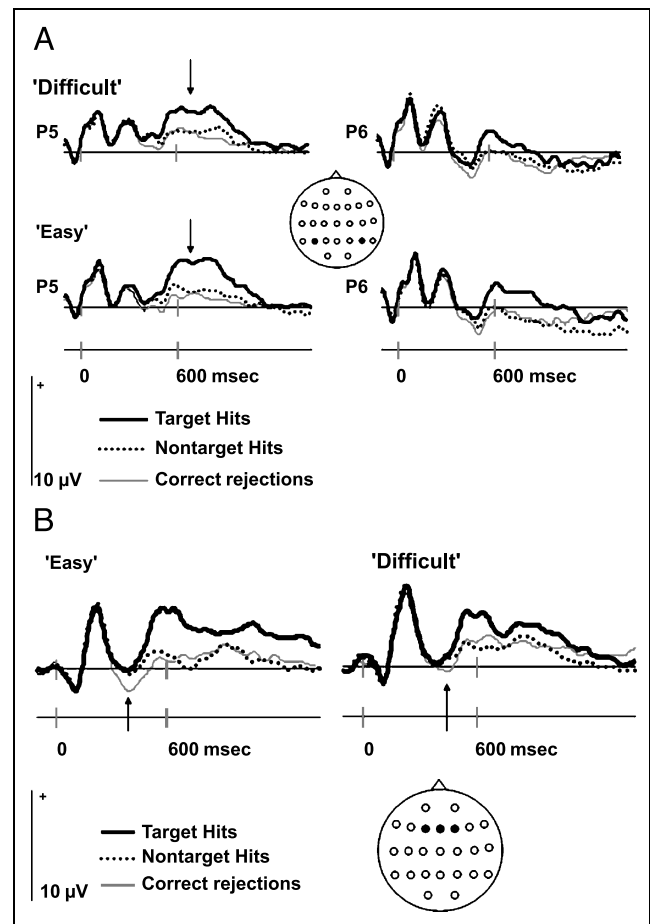 A
'Difficult'
P5
P6
'Easy'
P5
P6
0
600 msec
0
600 msec
+
10 µV
Target Hits
Nontarget Hits
Correct rejections
B
'Easy'
'Difficult'
0
600 msec
0
600 msec
+
10 µV
Target Hits
Nontarget Hits
Correct rejections